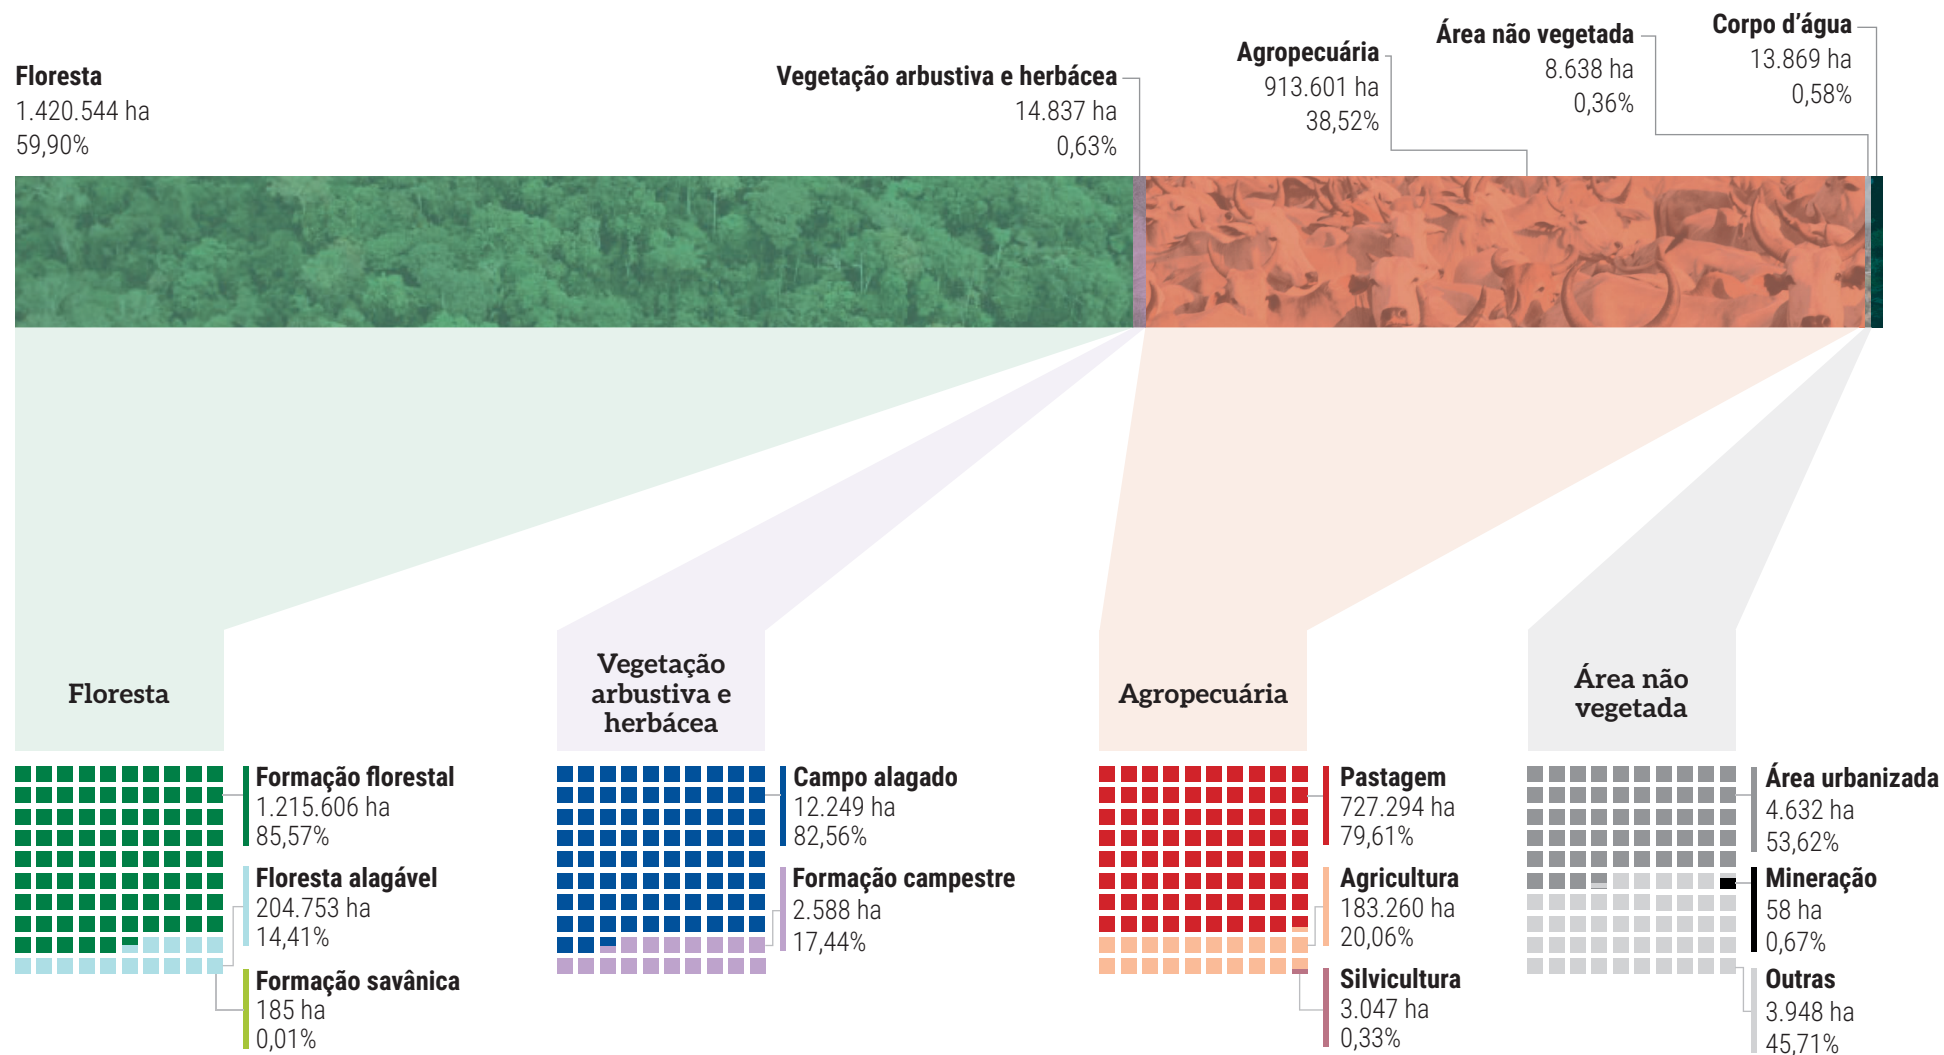 Floresta
1.420.544 ha
59,90%
Vegetação arbustiva e herbácea
14.837 ha
0,63%
Agropecuária
913.601 ha
38,52%
Área não vegetada
8.638 ha
0,36%
Corpo d’água
13.869 ha
0,58%
Floresta
Formação florestal
1.215.606 ha
85,57%
Floresta alagável
204.753 ha
14,41%
Formação savânica
185 ha
0,01%
Vegetação
arbustiva e
herbácea
Campo alagado
12.249 ha
82,56%
Formação campestre
2.588 ha
17,44%
Agropecuária
Pastagem
727.294 ha
79,61%
Agricultura
183.260 ha
20,06%
Silvicultura
3.047 ha
0,33%
Área não
vegetada
Área urbanizada
4.632 ha
53,62%
Mineração
58 ha
0,67%
Outras
3.948 ha
45,71%